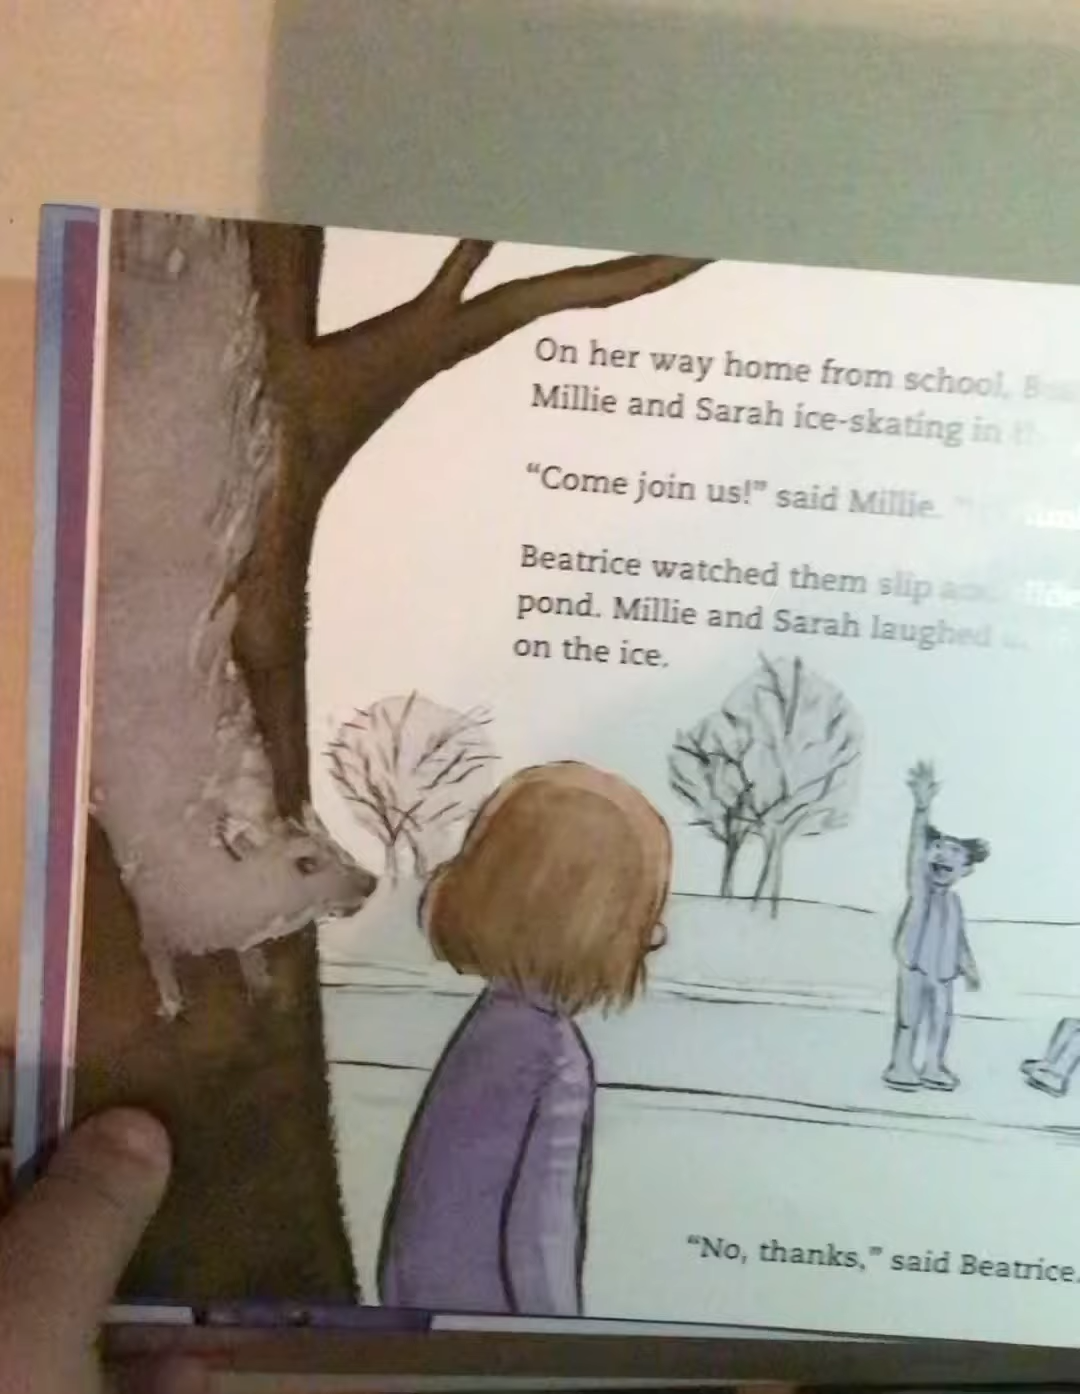 On her way home from school,
Millie and Sarah ice-skating in
“Come join us!” said Millie.
Beatrice watched them slip
pond. Millie and Sarah laughed
on the ice.
“No, thanks,” said Beatrice.